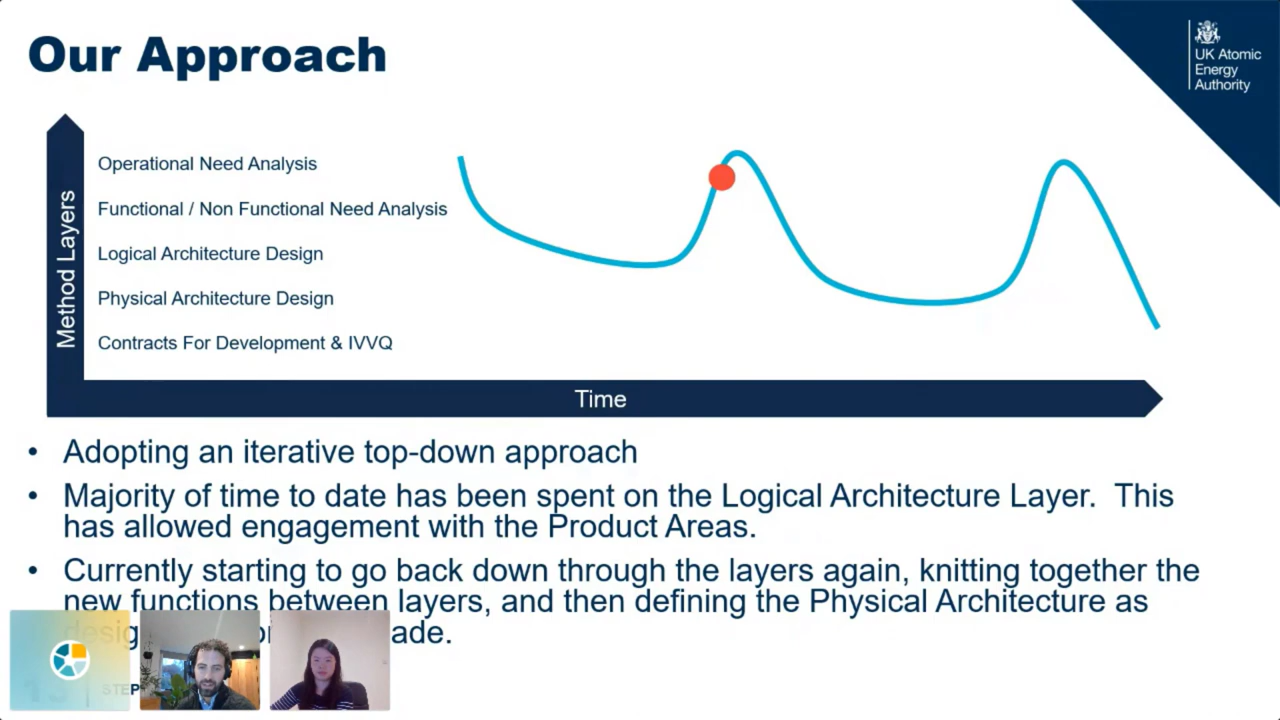 Our Approach
UK Atomic
Energy
Authority
Method Layers
Operational Need Analysis
Functional / Non Functional Need Analysis
Logical Architecture Design
Physical Architecture Design
Contracts For Development & IVVQ
Time
• Adopting an iterative top-down approach
• Majority of time to date has been spent on the Logical Architecture Layer. This
has allowed engagement with the Product Areas.
• Currently starting to go back down through the layers again, knitting together the
new functions between layers, and then defining the Physical Architecture as
STEP